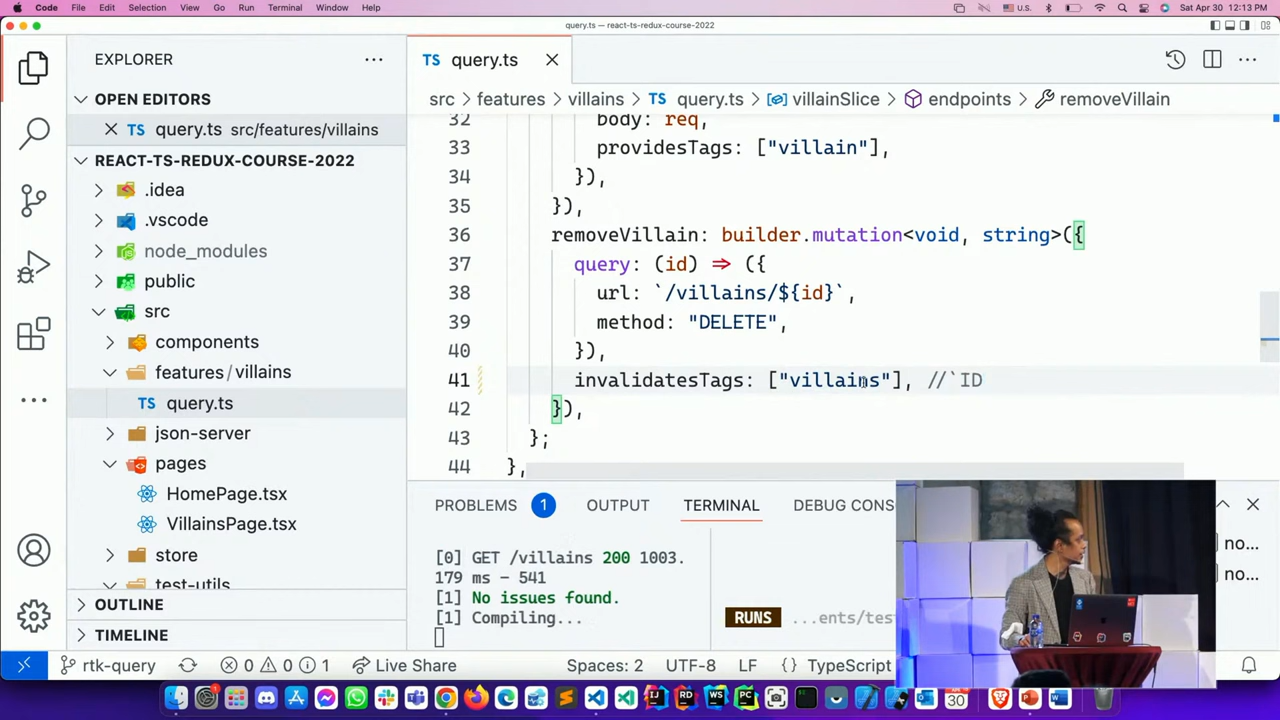 Code File Edit Selection View Go Run Terminal Window Help U.S. Sat Apr 30 12:13 PM
query.ts — react-ts-redux-course-2022
EXPLORER
OPEN EDITORS
TS query.ts src/features/villains
REACT-TS-REDUX-COURSE-2022
.idea
.vscode
node_modules
public
src
components
features / villains
TS query.ts
json-server
pages
HomePage.tsx
VillainsPage.tsx
store
test-utils
OUTLINE
TIMELINE
TS query.ts
src features villains TS query.ts villainSlice endpoints removeVillain
32 body: req,
33 providesTags: ["villain"],
34 }),
35 }),
36 removeVillain: builder.mutation<void, string>({
37 query: (id) => ({
38 url: `/villains/${id}`,
39 method: "DELETE",
40 }),
41 invalidatesTags: ["villains"], //`ID
42 }),
43 };
44 },
PROBLEMS 1 OUTPUT TERMINAL DEBUG CONS
[0] GET /villains 200 1003.
179 ms - 541
[1] No issues found.
[1] Compiling...
RUNS ...ents/test
no...
no...
rtk-query 0 0 1 Live Share Spaces: 2 UTF-8 LF {} TypeScript